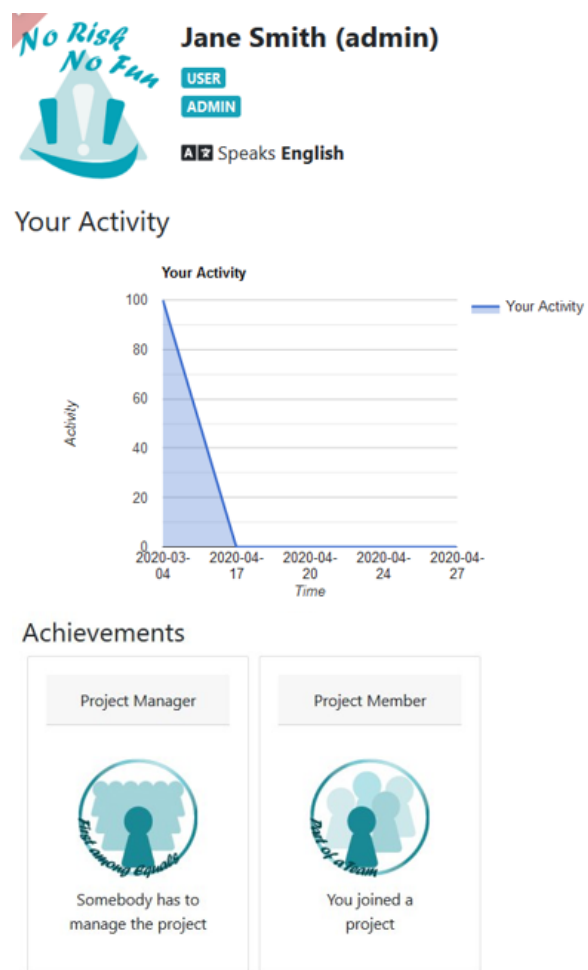 No Risk
No Fun
Jane Smith (admin)
USER
ADMIN
A Speaks English
Your Activity
Your Activity
100
80
60
40
20
0
Activity
Your Activity
2020-03-
04
2020-04-
17
2020-04-
20
2020-04-
24
2020-04-
27
Time
Achievements
Project Manager
First among Equals
Somebody has to
manage the project
Project Member
Part of a Team
You joined a
project